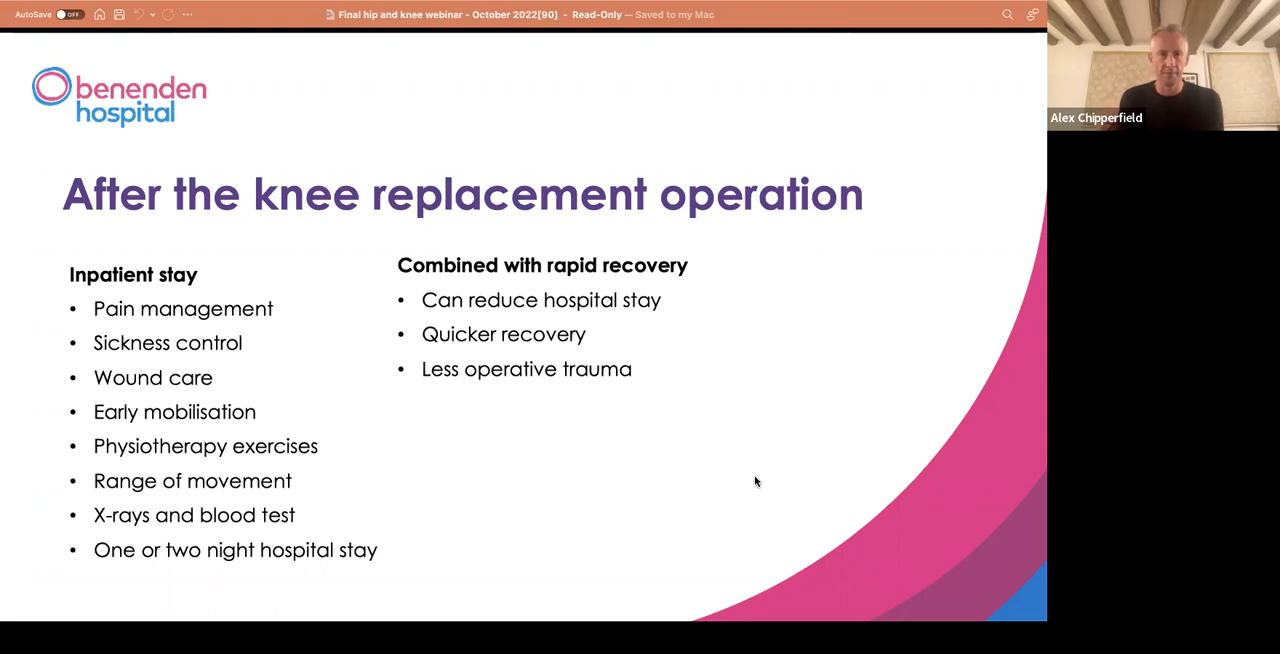 AutoSave OFF
Final hip and knee webinar - October 2022[90] - Read-Only — Saved to my Mac
Alex Chipperfield
benenden
hospital
After the knee replacement operation
Inpatient stay
• Pain management
• Sickness control
• Wound care
• Early mobilisation
• Physiotherapy exercises
• Range of movement
• X-rays and blood test
• One or two night hospital stay
Combined with rapid recovery
• Can reduce hospital stay
• Quicker recovery
• Less operative trauma